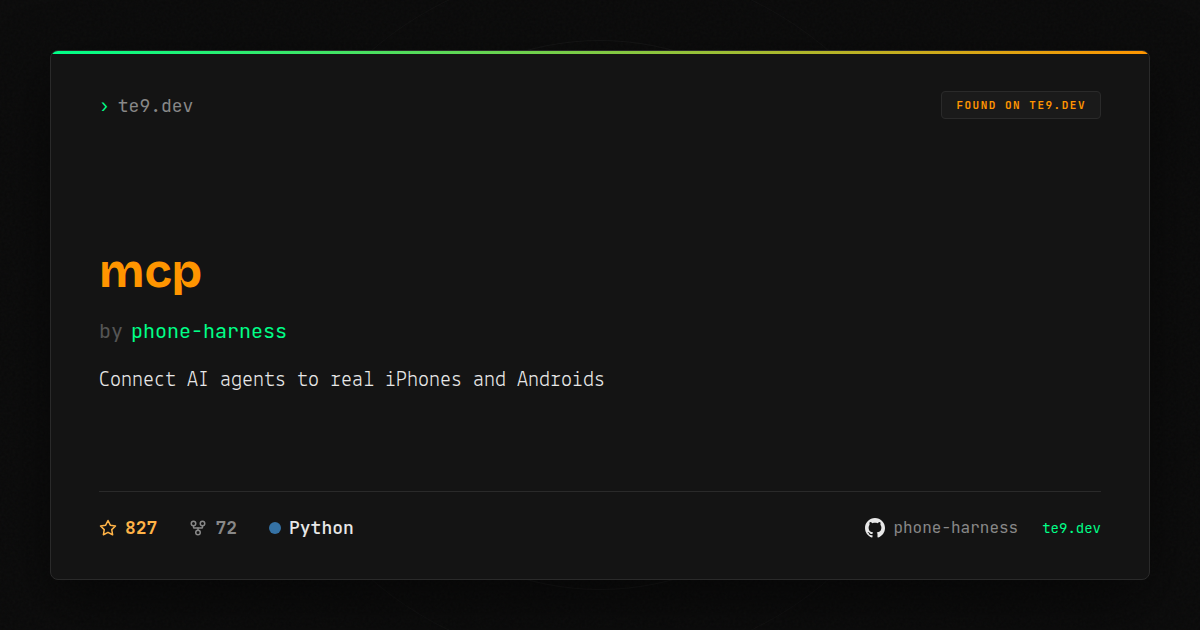 › te9.dev
FOUND ON TE9.DEV
mcp
by phone-harness
Connect AI agents to real iPhones and Androids
827 72 Python
phone-harness te9.dev